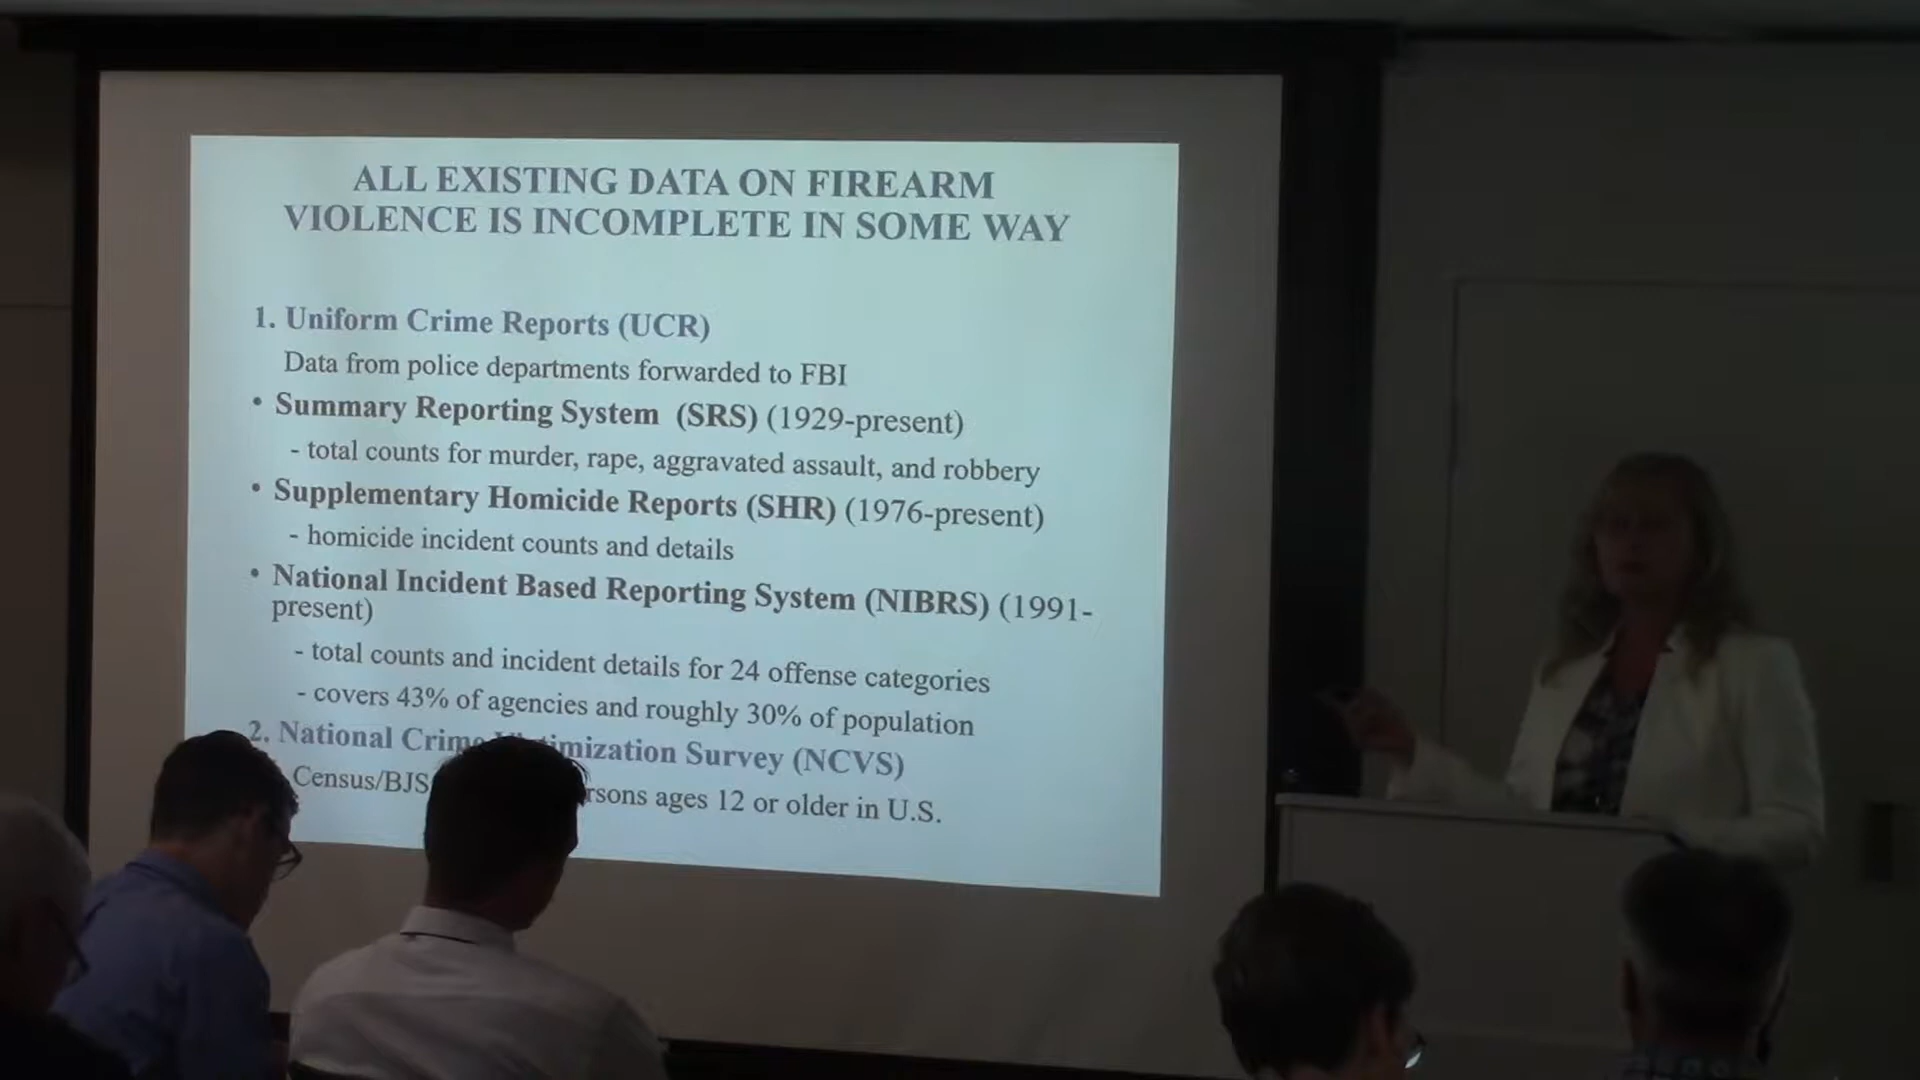 ALL EXISTING DATA ON FIREARM
VIOLENCE IS INCOMPLETE IN SOME WAY
1. Uniform Crime Reports (UCR)
Data from police departments forwarded to FBI
• Summary Reporting System (SRS) (1929-present)
- total counts for murder, rape, aggravated assault, and robbery
• Supplementary Homicide Reports (SHR) (1976-present)
- homicide incident counts and details
• National Incident Based Reporting System (NIBRS) (1991-
present)
- total counts and incident details for 24 offense categories
- covers 43% of agencies and roughly 30% of population
2. National Crime Survey (NCVS)
Census/BJS ages 12 or older in U.S.